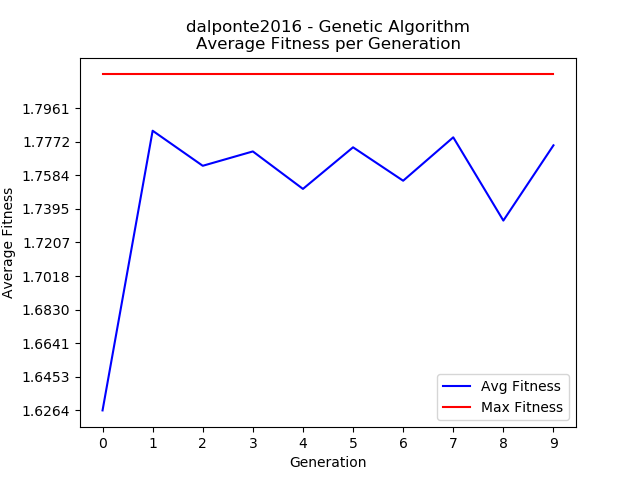 dalponte2016 - Genetic Algorithm
Average Fitness per Generation
Average Fitness
1.7961
1.7772
1.7584
1.7395
1.7207
1.7018
1.6830
1.6641
1.6453
1.6264
Avg Fitness
Max Fitness
0 1 2 3 4 5 6 7 8 9
Generation